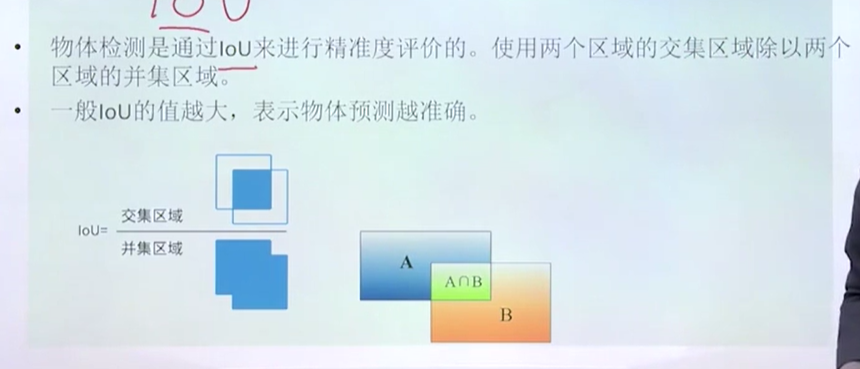 IOU
物体检测是通过IoU来进行精准度评价的。使用两个区域的交集区域除以两个
区域的并集区域。
一般IoU的值越大，表示物体预测越准确。
IoU=
交集区域
并集区域
A
A∩B
B